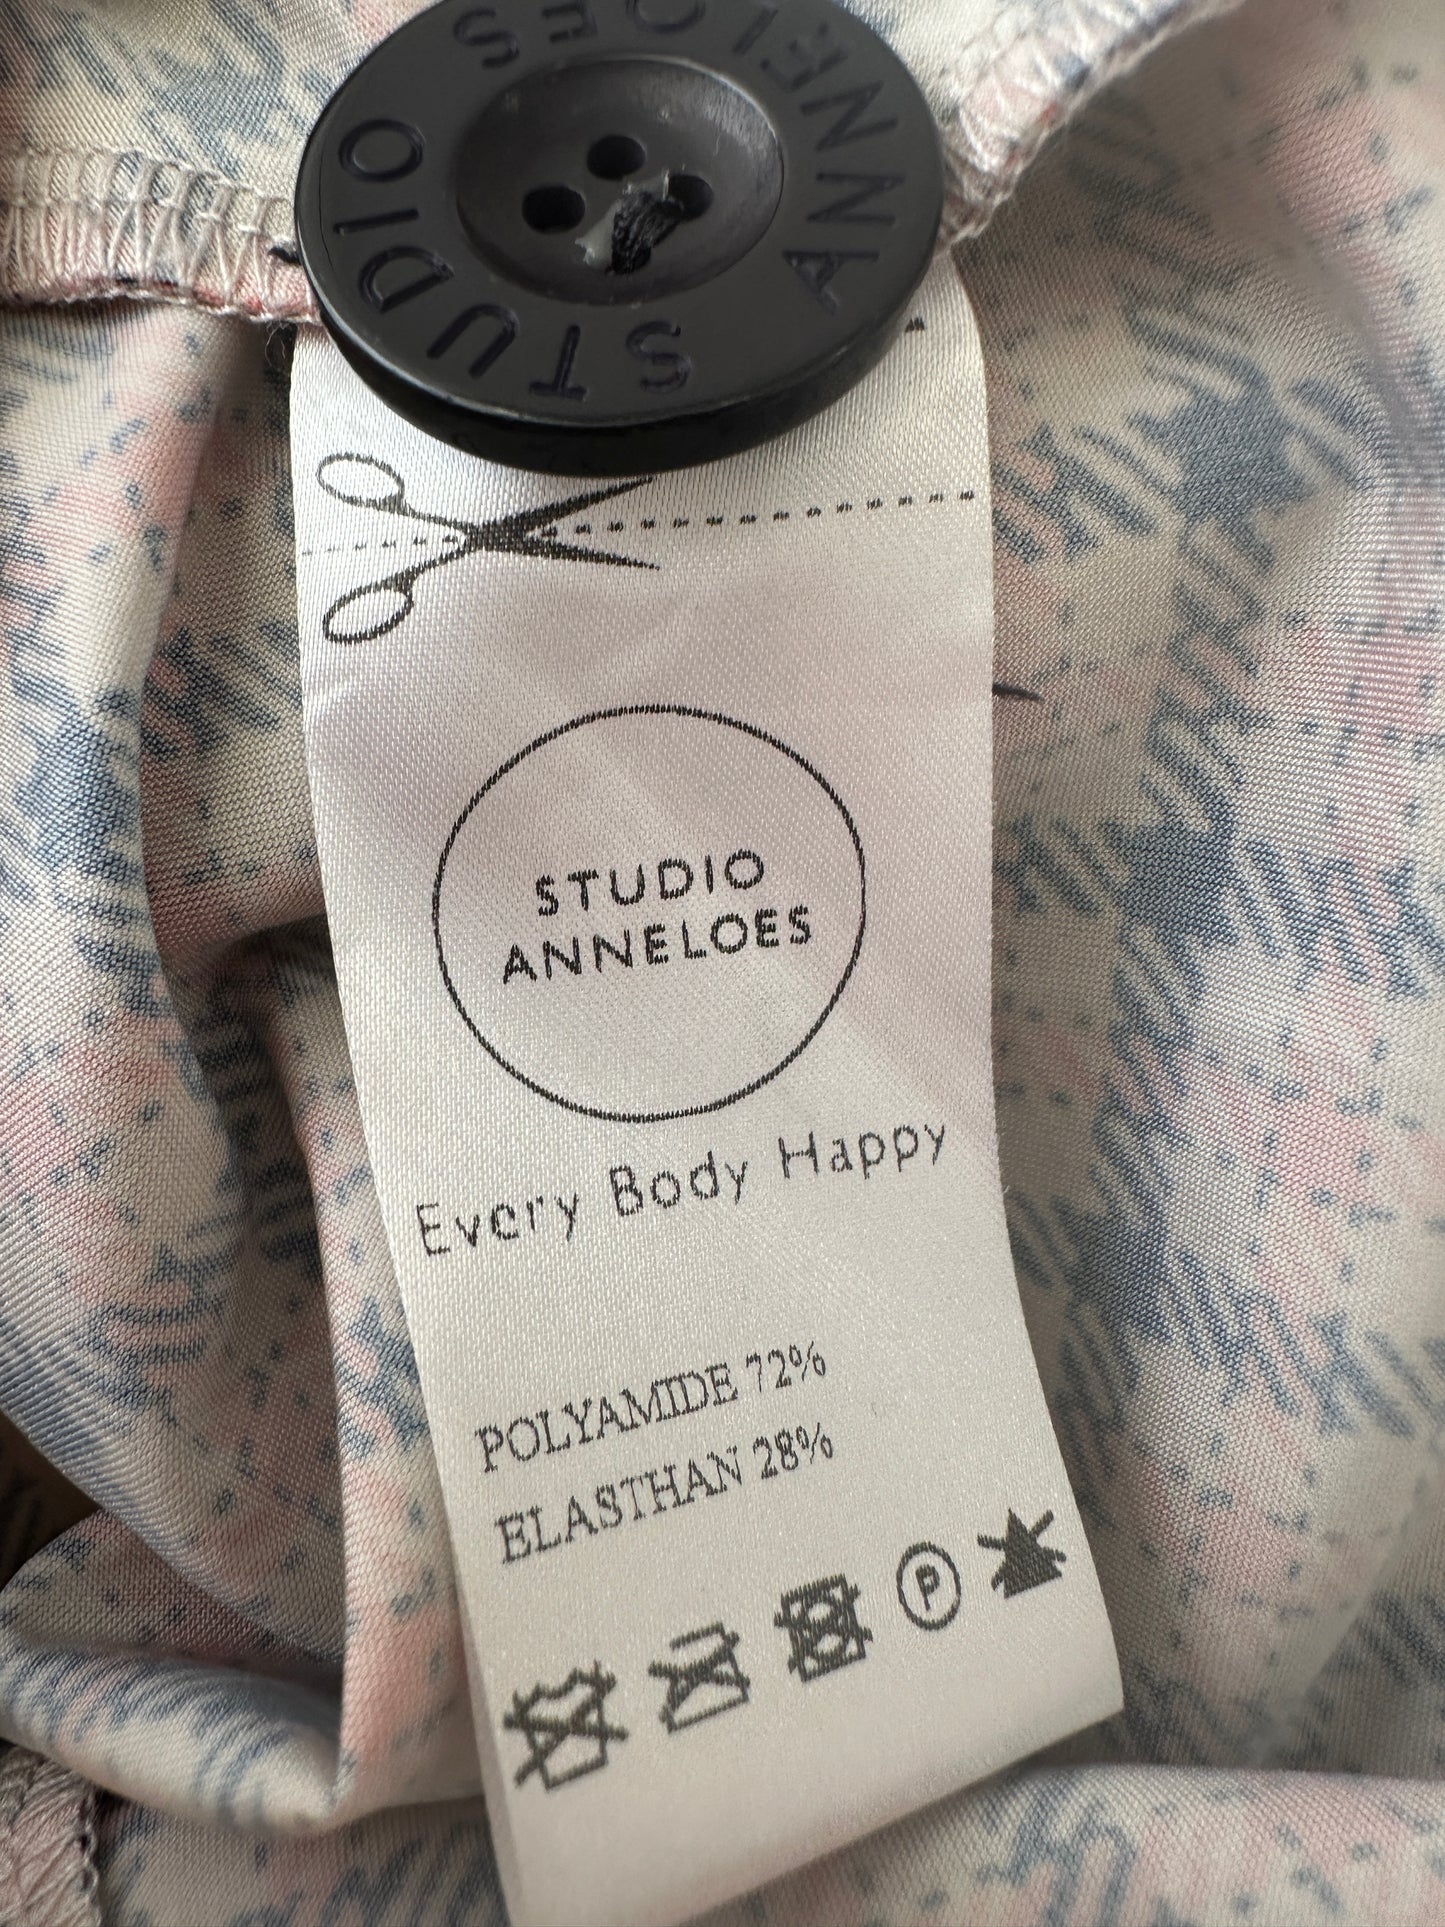 STUDIO ANNELOES
STUDIO
ANNELOES
Every Body Happy
POLYAMIDE 72%
ELASTHAN 28%
P